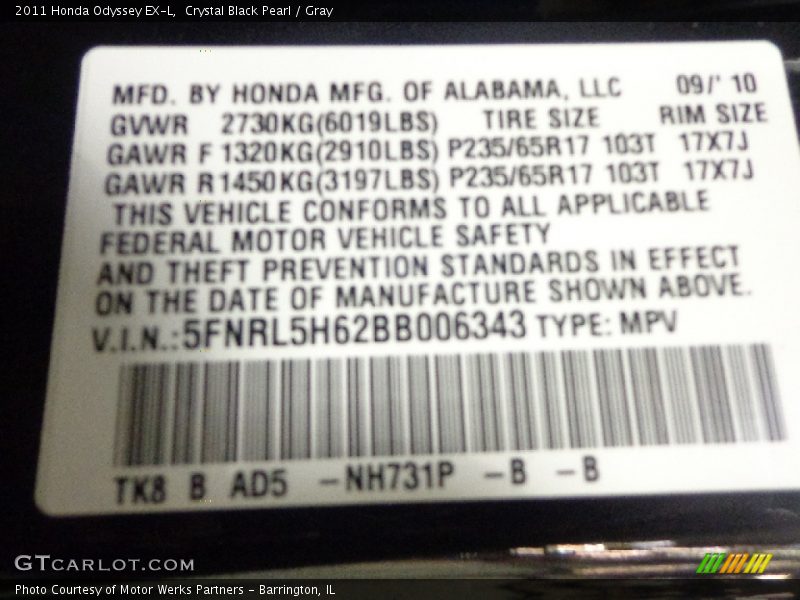 2011 Honda Odyssey EX-L, Crystal Black Pearl / Gray
MFD. BY HONDA MFG. OF ALABAMA, LLC 09/' 10
GVWR 2730KG(6019LBS) TIRE SIZE RIM SIZE
GAWR F 1320KG(2910LBS) P235/65R17 103T 17X7J
GAWR R 1450KG(3197LBS) P235/65R17 103T 17X7J
THIS VEHICLE CONFORMS TO ALL APPLICABLE
FEDERAL MOTOR VEHICLE SAFETY
AND THEFT PREVENTION STANDARDS IN EFFECT
ON THE DATE OF MANUFACTURE SHOWN ABOVE.
V.I.N.: 5FNRL5H62BB006343 TYPE: MPV
TK8 B AD5 -NH731P -B -B
GTCARLOT.COM
Photo Courtesy of Motor Werks Partners - Barrington, IL